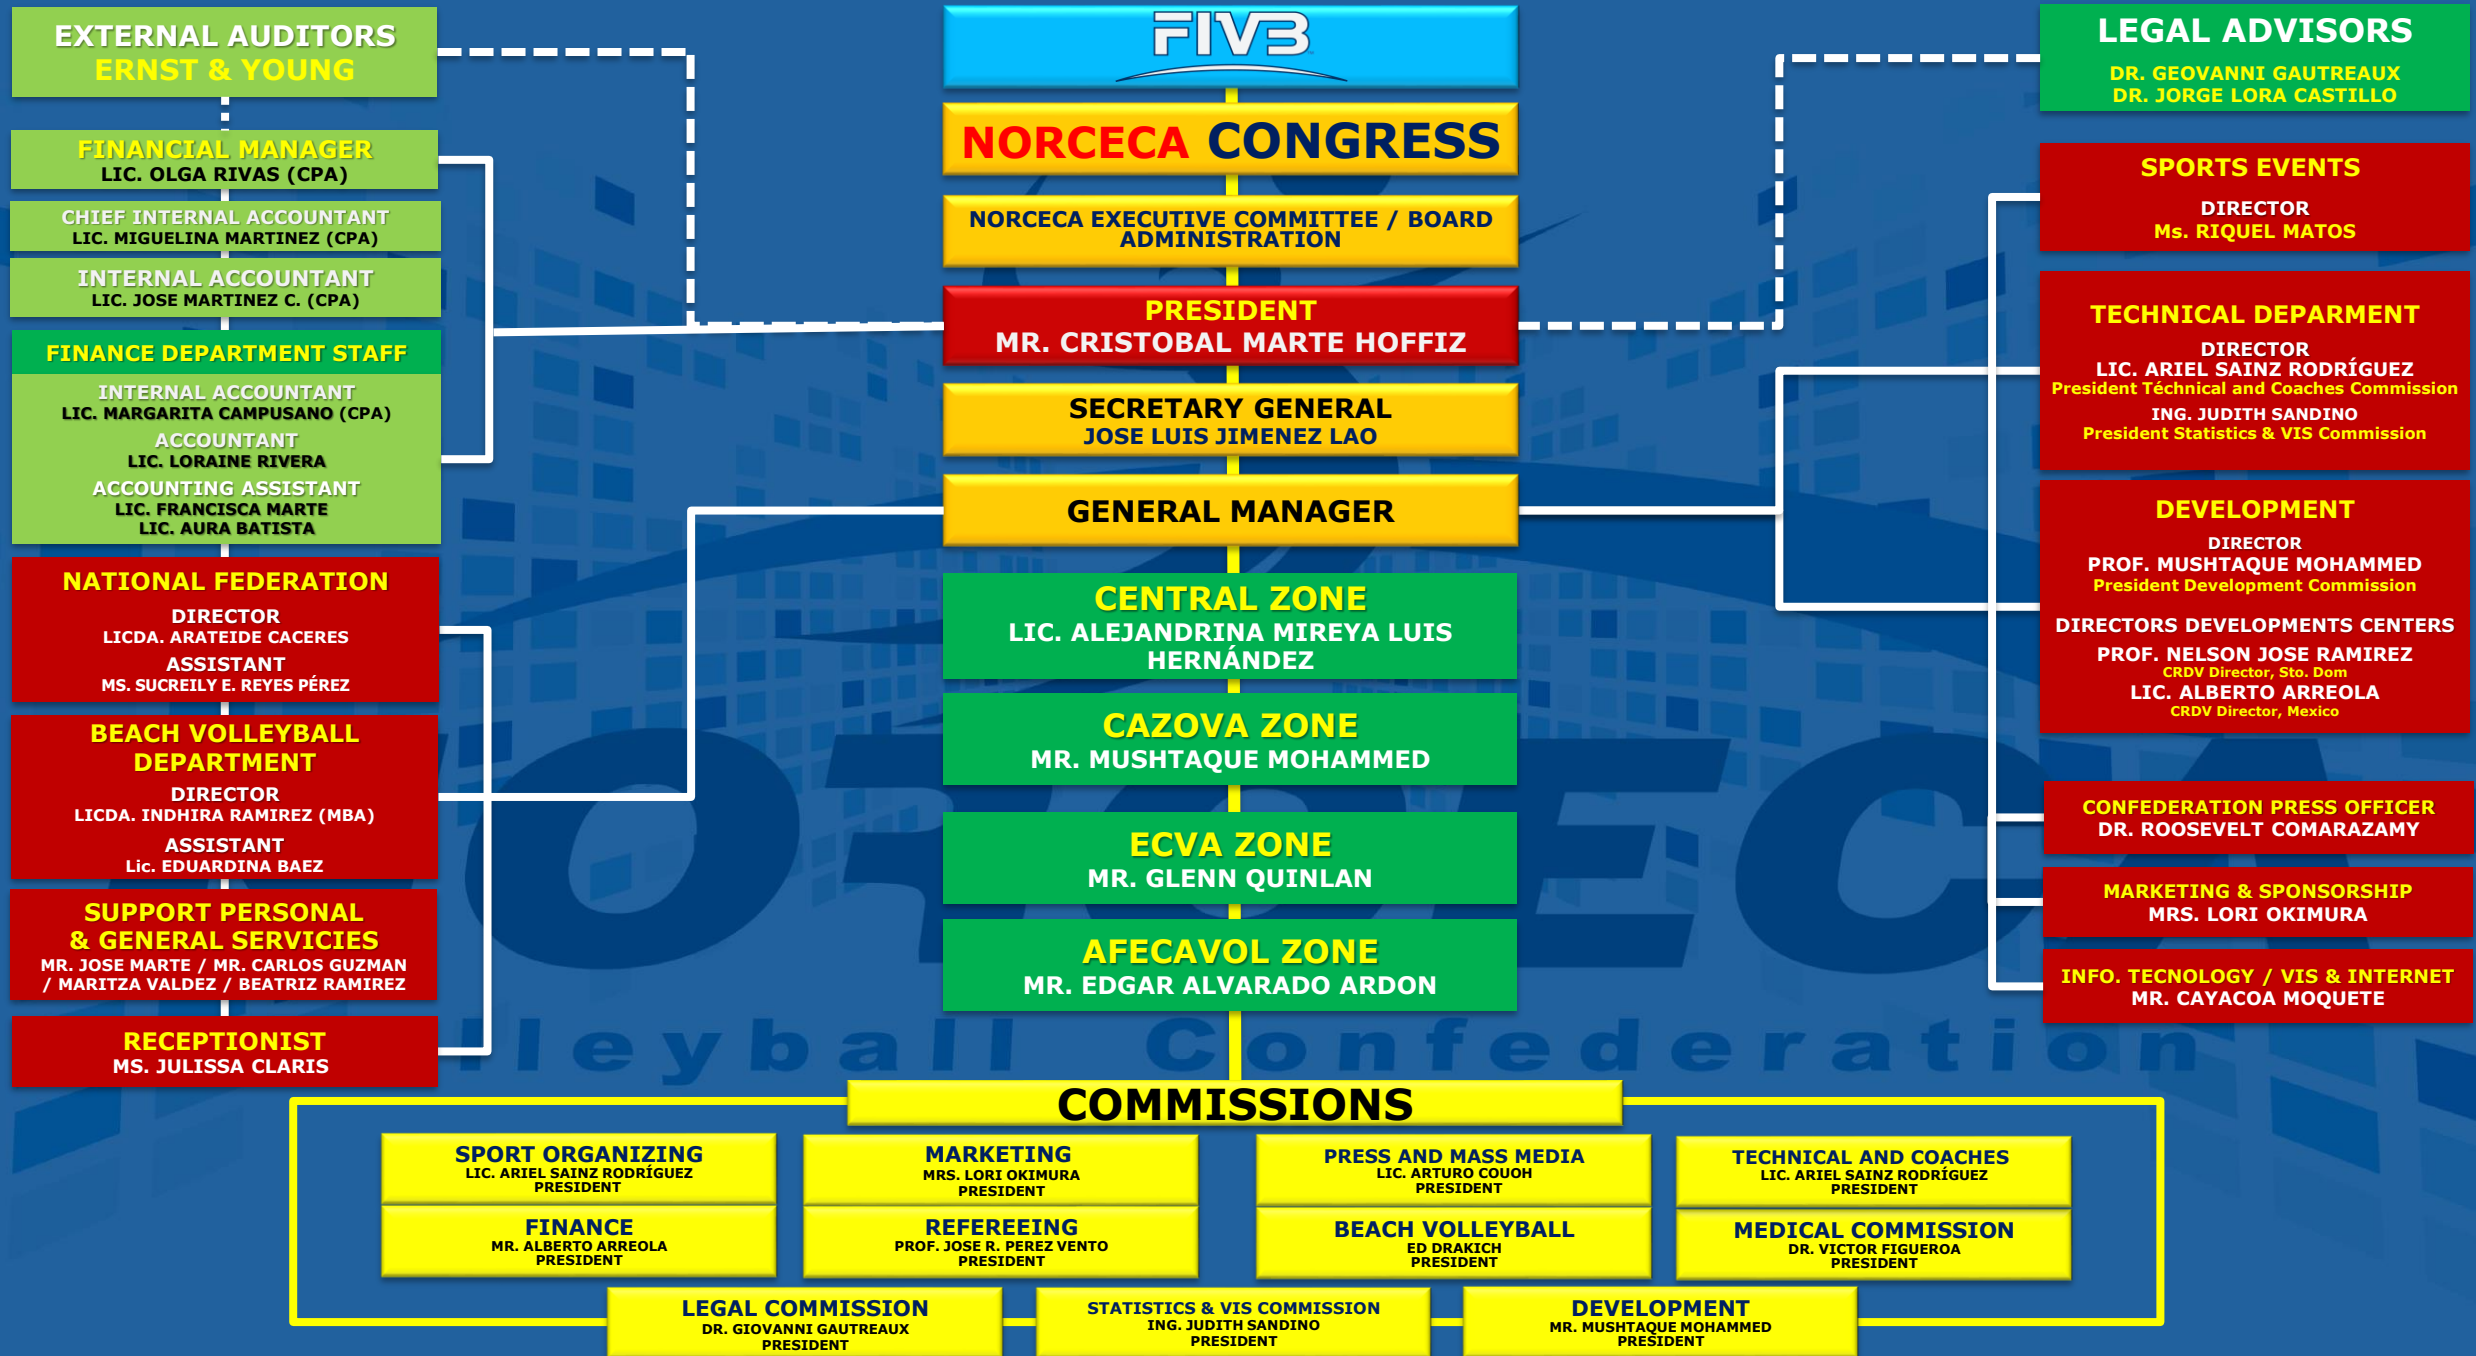 EXTERNAL AUDITORS
ERNST & YOUNG
FINANCIAL MANAGER
LIC. OLGA RIVAS (CPA)
CHIEF INTERNAL ACCOUNTANT
LIC. MIGUELINA MARTINEZ (CPA)
INTERNAL ACCOUNTANT
LIC. JOSE MARTINEZ C. (CPA)
FINANCE DEPARTMENT STAFF
INTERNAL ACCOUNTANT
LIC. MARGARITA CAMPUSANO (CPA)
ACCOUNTANT
LIC. LORAINE RIVERA
ACCOUNTING ASSISTANT
LIC. FRANCISCA MARTE
LIC. AURA BATISTA
NATIONAL FEDERATION
DIRECTOR
LICDA. ARATEIDE CACERES
ASSISTANT
MS. SUCREILY E. REYES PÉREZ
BEACH VOLLEYBALL
DEPARTMENT
DIRECTOR
LICDA. INDHIRA RAMIREZ (MBA)
ASSISTANT
Lic. EDUARDINA BAEZ
SUPPORT PERSONAL
& GENERAL SERVICIES
MR. JOSE MARTE / MR. CARLOS GUZMAN
/ MARITZA VALDEZ / BEATRIZ RAMIREZ
RECEPTIONIST
MS. JULISSA CLARIS
FIVB
NORCECA CONGRESS
NORCECA EXECUTIVE COMMITTEE / BOARD
ADMINISTRATION
PRESIDENT
MR. CRISTOBAL MARTE HOFFIZ
SECRETARY GENERAL
JOSE LUIS JIMENEZ LAO
GENERAL MANAGER
CENTRAL ZONE
LIC. ALEJANDRINA MIREYA LUIS
HERNÁNDEZ
CAZOVA ZONE
MR. MUSHTAQUE MOHAMMED
ECVA ZONE
MR. GLENN QUINLAN
AFECAVOL ZONE
MR. EDGAR ALVARADO ARDON
LEGAL ADVISORS
DR. GEOVANNI GAUTREAUX
DR. JORGE LORA CASTILLO
SPORTS EVENTS
DIRECTOR
Ms. RIQUEL MATOS
TECHNICAL DEPARMENT
DIRECTOR
LIC. ARIEL SAINZ RODRÍGUEZ
President Téchnical and Coaches Commission
ING. JUDITH SANDINO
President Statistics & VIS Commission
DEVELOPMENT
DIRECTOR
PROF. MUSHTAQUE MOHAMMED
President Development Commission
DIRECTORS DEVELOPMENTS CENTERS
PROF. NELSON JOSE RAMIREZ
CRDV Director, Sto. Dom
LIC. ALBERTO ARREOLA
CRDV Director, Mexico
CONFEDERATION PRESS OFFICER
DR. ROOSEVELT COMARAZAMY
MARKETING & SPONSORSHIP
MRS. LORI OKIMURA
INFO. TECNOLOGY / VIS & INTERNET
MR. CAYACOA MOQUETE
NORCECA
lleyball Confederation
COMMISSIONS
SPORT ORGANIZING
LIC. ARIEL SAINZ RODRÍGUEZ
PRESIDENT
MARKETING
MRS. LORI OKIMURA
PRESIDENT
PRESS AND MASS MEDIA
LIC. ARTURO COUOH
PRESIDENT
TECHNICAL AND COACHES
LIC. ARIEL SAINZ RODRÍGUEZ
PRESIDENT
FINANCE
MR. ALBERTO ARREOLA
PRESIDENT
REFEREEING
PROF. JOSE R. PEREZ VENTO
PRESIDENT
BEACH VOLLEYBALL
ED DRAKICH
PRESIDENT
MEDICAL COMMISSION
DR. VICTOR FIGUEROA
PRESIDENT
LEGAL COMMISSION
DR. GIOVANNI GAUTREAUX
PRESIDENT
STATISTICS & VIS COMMISSION
ING. JUDITH SANDINO
PRESIDENT
DEVELOPMENT
MR. MUSHTAQUE MOHAMMED
PRESIDENT